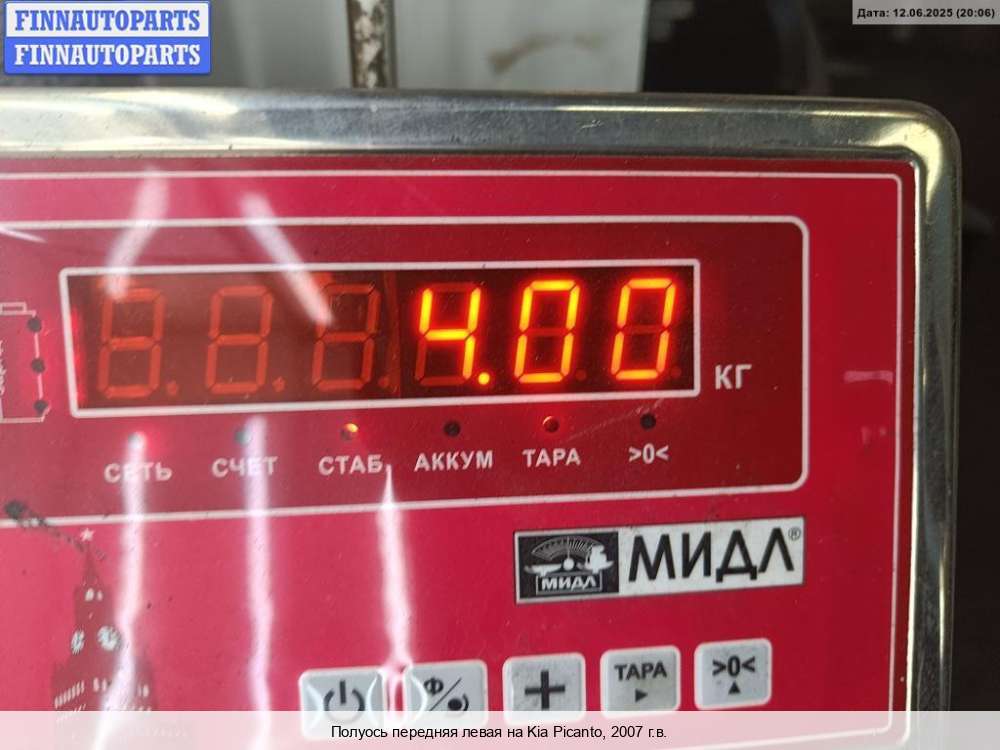 FINNAUTOPARTS
FINNAUTOPARTS
Дата: 12.06.2025 (20:06)
4.00
КГ
СЕТЬ СЧЕТ СТАБ. АККУМ ТАРА >0<
МИДЛ МИДЛ®
Ф ТАРА >0<
Полуось передняя левая на Kia Picanto, 2007 г.в.